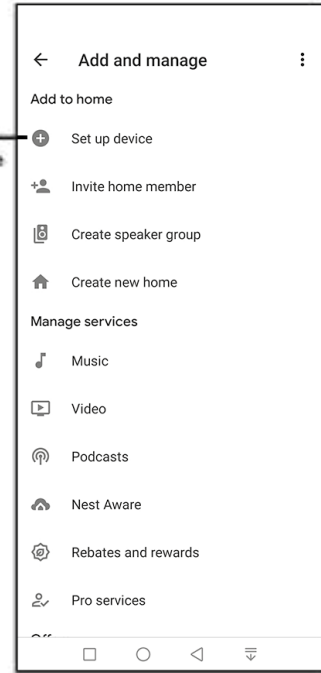 Add and manage
Add to home
Set up device
Invite home member
Create speaker group
Create new home
Manage services
Music
Video
Podcasts
Nest Aware
Rebates and rewards
Pro services